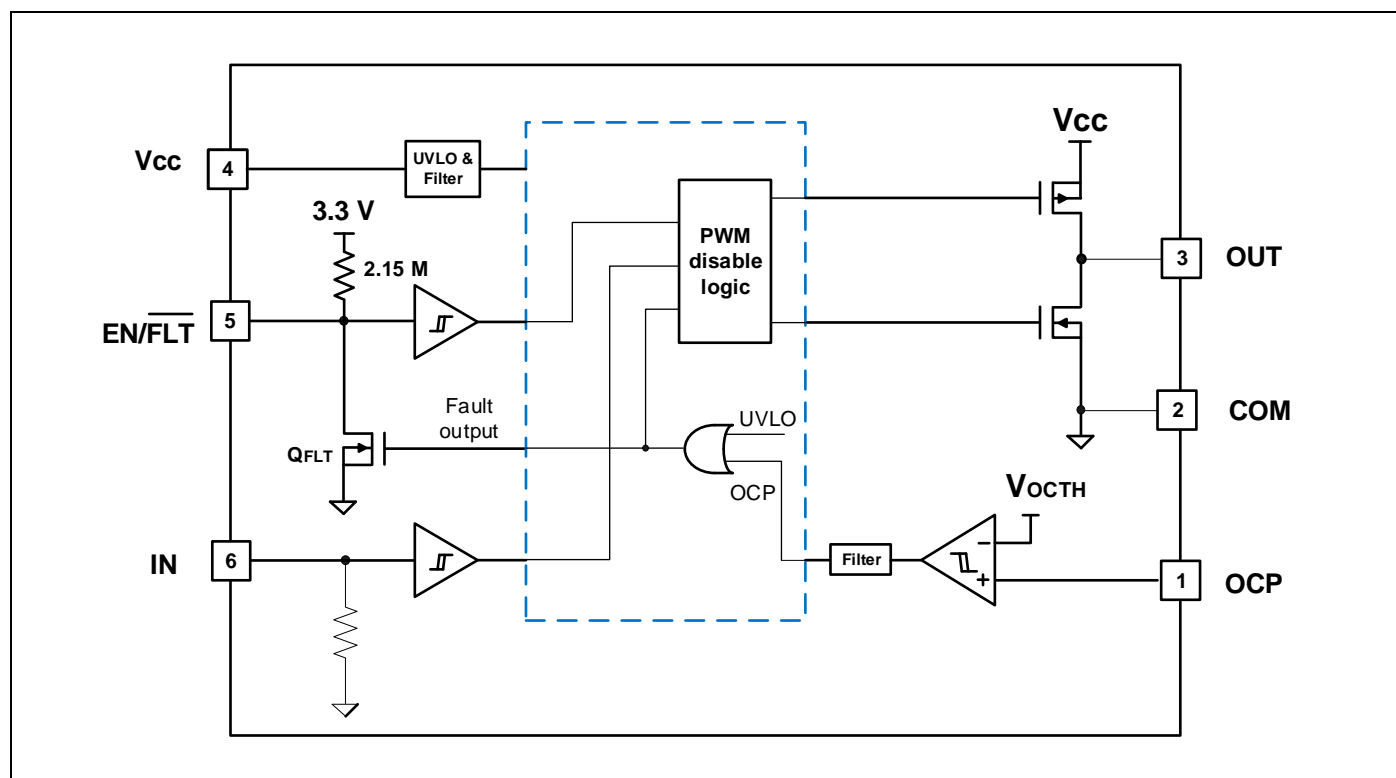 Vcc
4
UVLO &
Filter
3.3 V
2.15 M
EN/FLT
5
Fault
output
QFLT
IN
6
PWM
disable
logic
UVLO
OCP
Filter
VOCTH
-
+
Vcc
3
OUT
2
COM
1
OCP